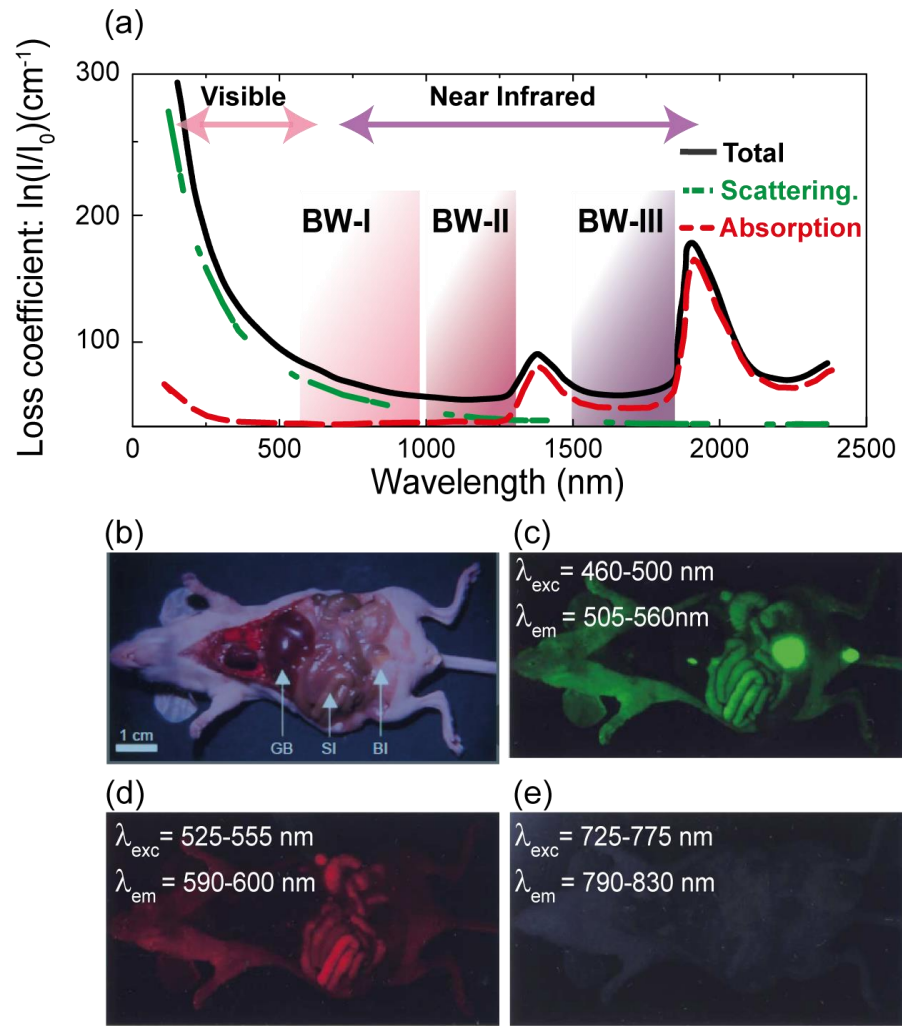 (a)
Loss coefficient: ln(I/I₀)(cm⁻¹)
300
200
100
Visible
Near Infrared
Total
Scattering.
Absorption
BW-I
BW-II
BW-III
0
500
1000
1500
2000
2500
Wavelength (nm)
(b)
1 cm
GB
SI
BI
(c)
λexc= 460-500 nm
λem = 505-560nm
(d)
λexc= 525-555 nm
λem = 590-600 nm
(e)
λexc= 725-775 nm
λem = 790-830 nm